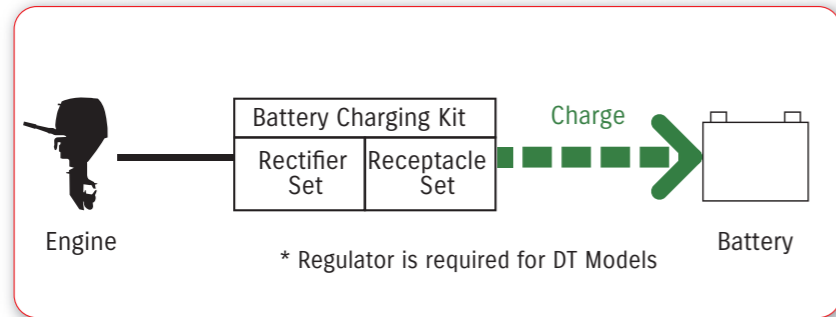 Battery Charging Kit
Rectifier
Set
Receptacle
Set
Charge
Engine
Battery
* Regulator is required for DT Models